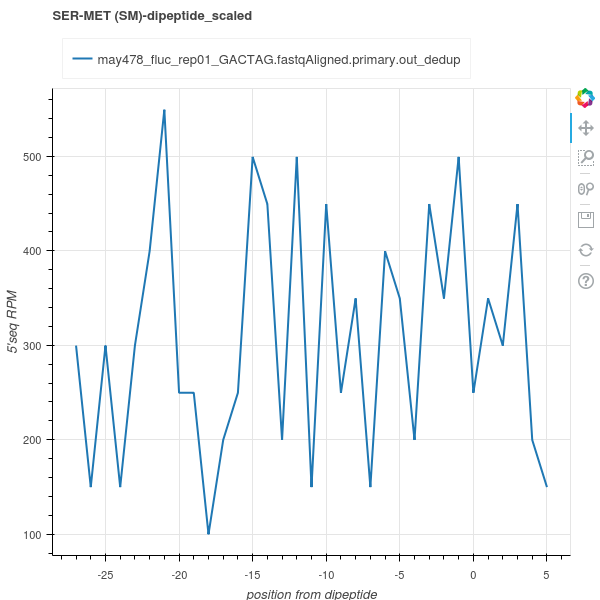 SER-MET (SM)-dipeptide_scaled
may478_fluc_rep01_GACTAG.fastqAligned.primary.out_dedup
500
400
300
200
100
5'seq RPM
-25 -20 -15 -10 -5 0 5
position from dipeptide